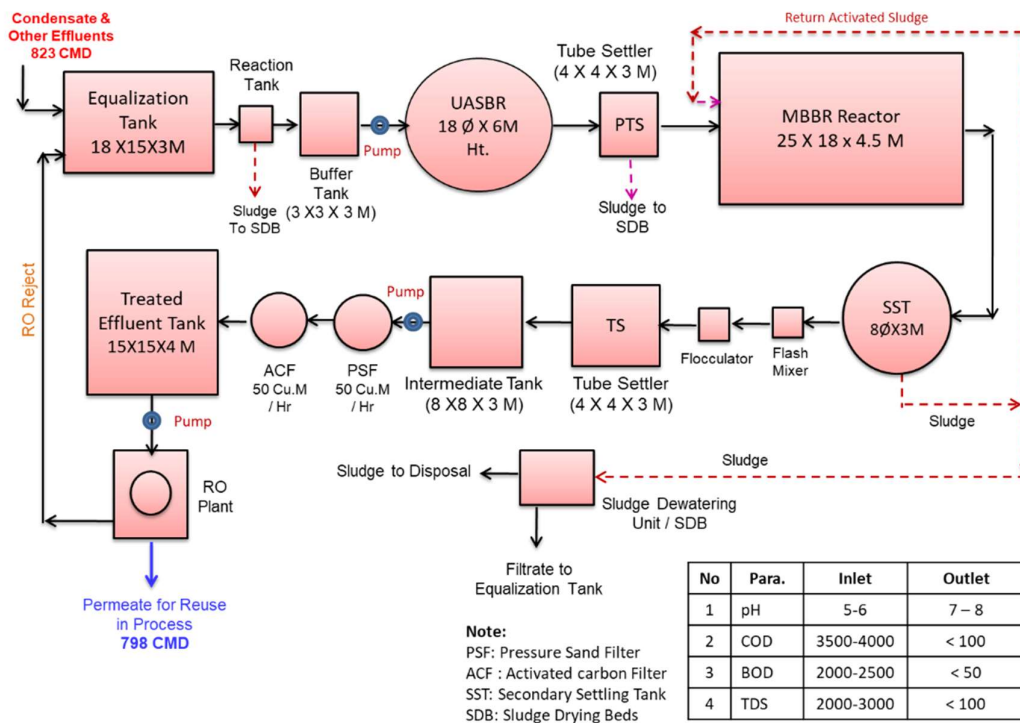 Condensate &
Other Effluents
823 CMD
Equalization
Tank
18 X15X3M
Reaction
Tank
Sludge
To SDB
Buffer
Tank
(3 X3 X 3 M)
Pump
UASBR
18 Ø X 6M
Ht.
Tube Settler
(4 X 4 X 3 M)
PTS
Sludge to
SDB
Return Activated Sludge
MBBR Reactor
25 X 18 x 4.5 M
RO Reject
Treated
Effluent Tank
15X15X4 M
ACF
50 Cu.M
/ Hr
PSF
50 Cu.M
/ Hr
Pump
Intermediate Tank
(8 X8 X 3 M)
TS
Tube Settler
(4 X 4 X 3 M)
Flocculator
Flash
Mixer
SST
8ØX3M
Sludge
Pump
RO
Plant
Permeate for Reuse
in Process
798 CMD
Sludge to Disposal
Sludge
Sludge Dewatering
Unit / SDB
Filtrate to
Equalization Tank
Note:
PSF: Pressure Sand Filter
ACF : Activated carbon Filter
SST: Secondary Settling Tank
SDB: Sludge Drying Beds
No Para. Inlet Outlet
1 pH 5-6 7 – 8
2 COD 3500-4000 < 100
3 BOD 2000-2500 < 50
4 TDS 2000-3000 < 100